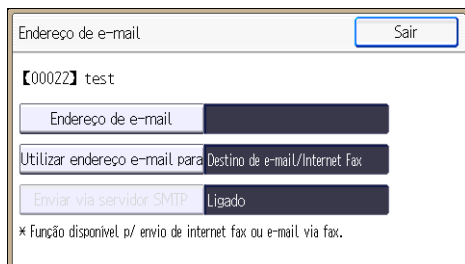 Endereço de e-mail
Sair
【00022】 test
Endereço de e-mail
Utilizar endereço e-mail para Destino de e-mail/Internet Fax
Enviar via servidor SMTP Ligado
* Função disponível p/ envio de internet fax ou e-mail via fax.